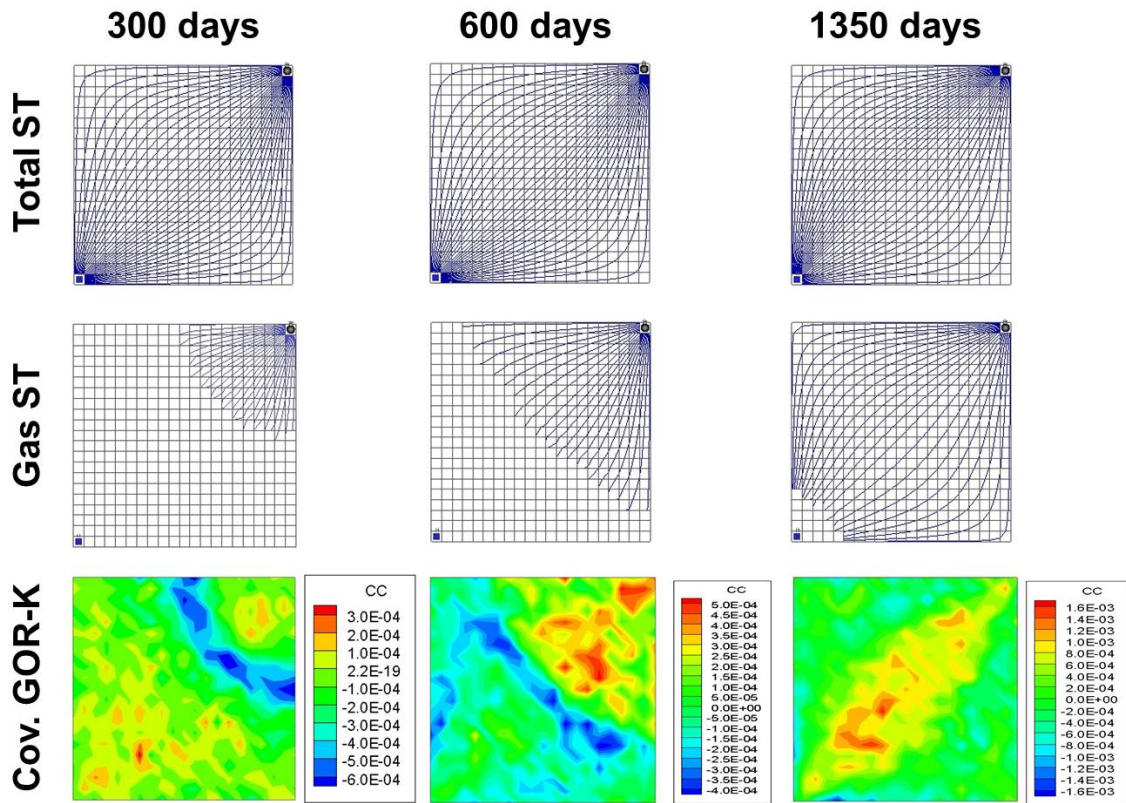 300 days
600 days
1350 days
Total ST
Gas ST
Cov. GOR-K
CC
3.0E-04
2.0E-04
1.0E-04
2.2E-19
-1.0E-04
-2.0E-04
-3.0E-04
-4.0E-04
-5.0E-04
-6.0E-04
CC
5.0E-04
4.5E-04
4.0E-04
3.5E-04
3.0E-04
2.5E-04
2.0E-04
1.5E-04
1.0E-04
5.0E-05
0.0E+00
-5.0E-05
-1.0E-04
-1.5E-04
-2.0E-04
-2.5E-04
-3.0E-04
-3.5E-04
-4.0E-04
CC
1.6E-03
1.4E-03
1.2E-03
1.0E-03
8.0E-04
6.0E-04
4.0E-04
2.0E-04
0.0E+00
-2.0E-04
-4.0E-04
-6.0E-04
-8.0E-04
-1.0E-03
-1.2E-03
-1.4E-03
-1.6E-03